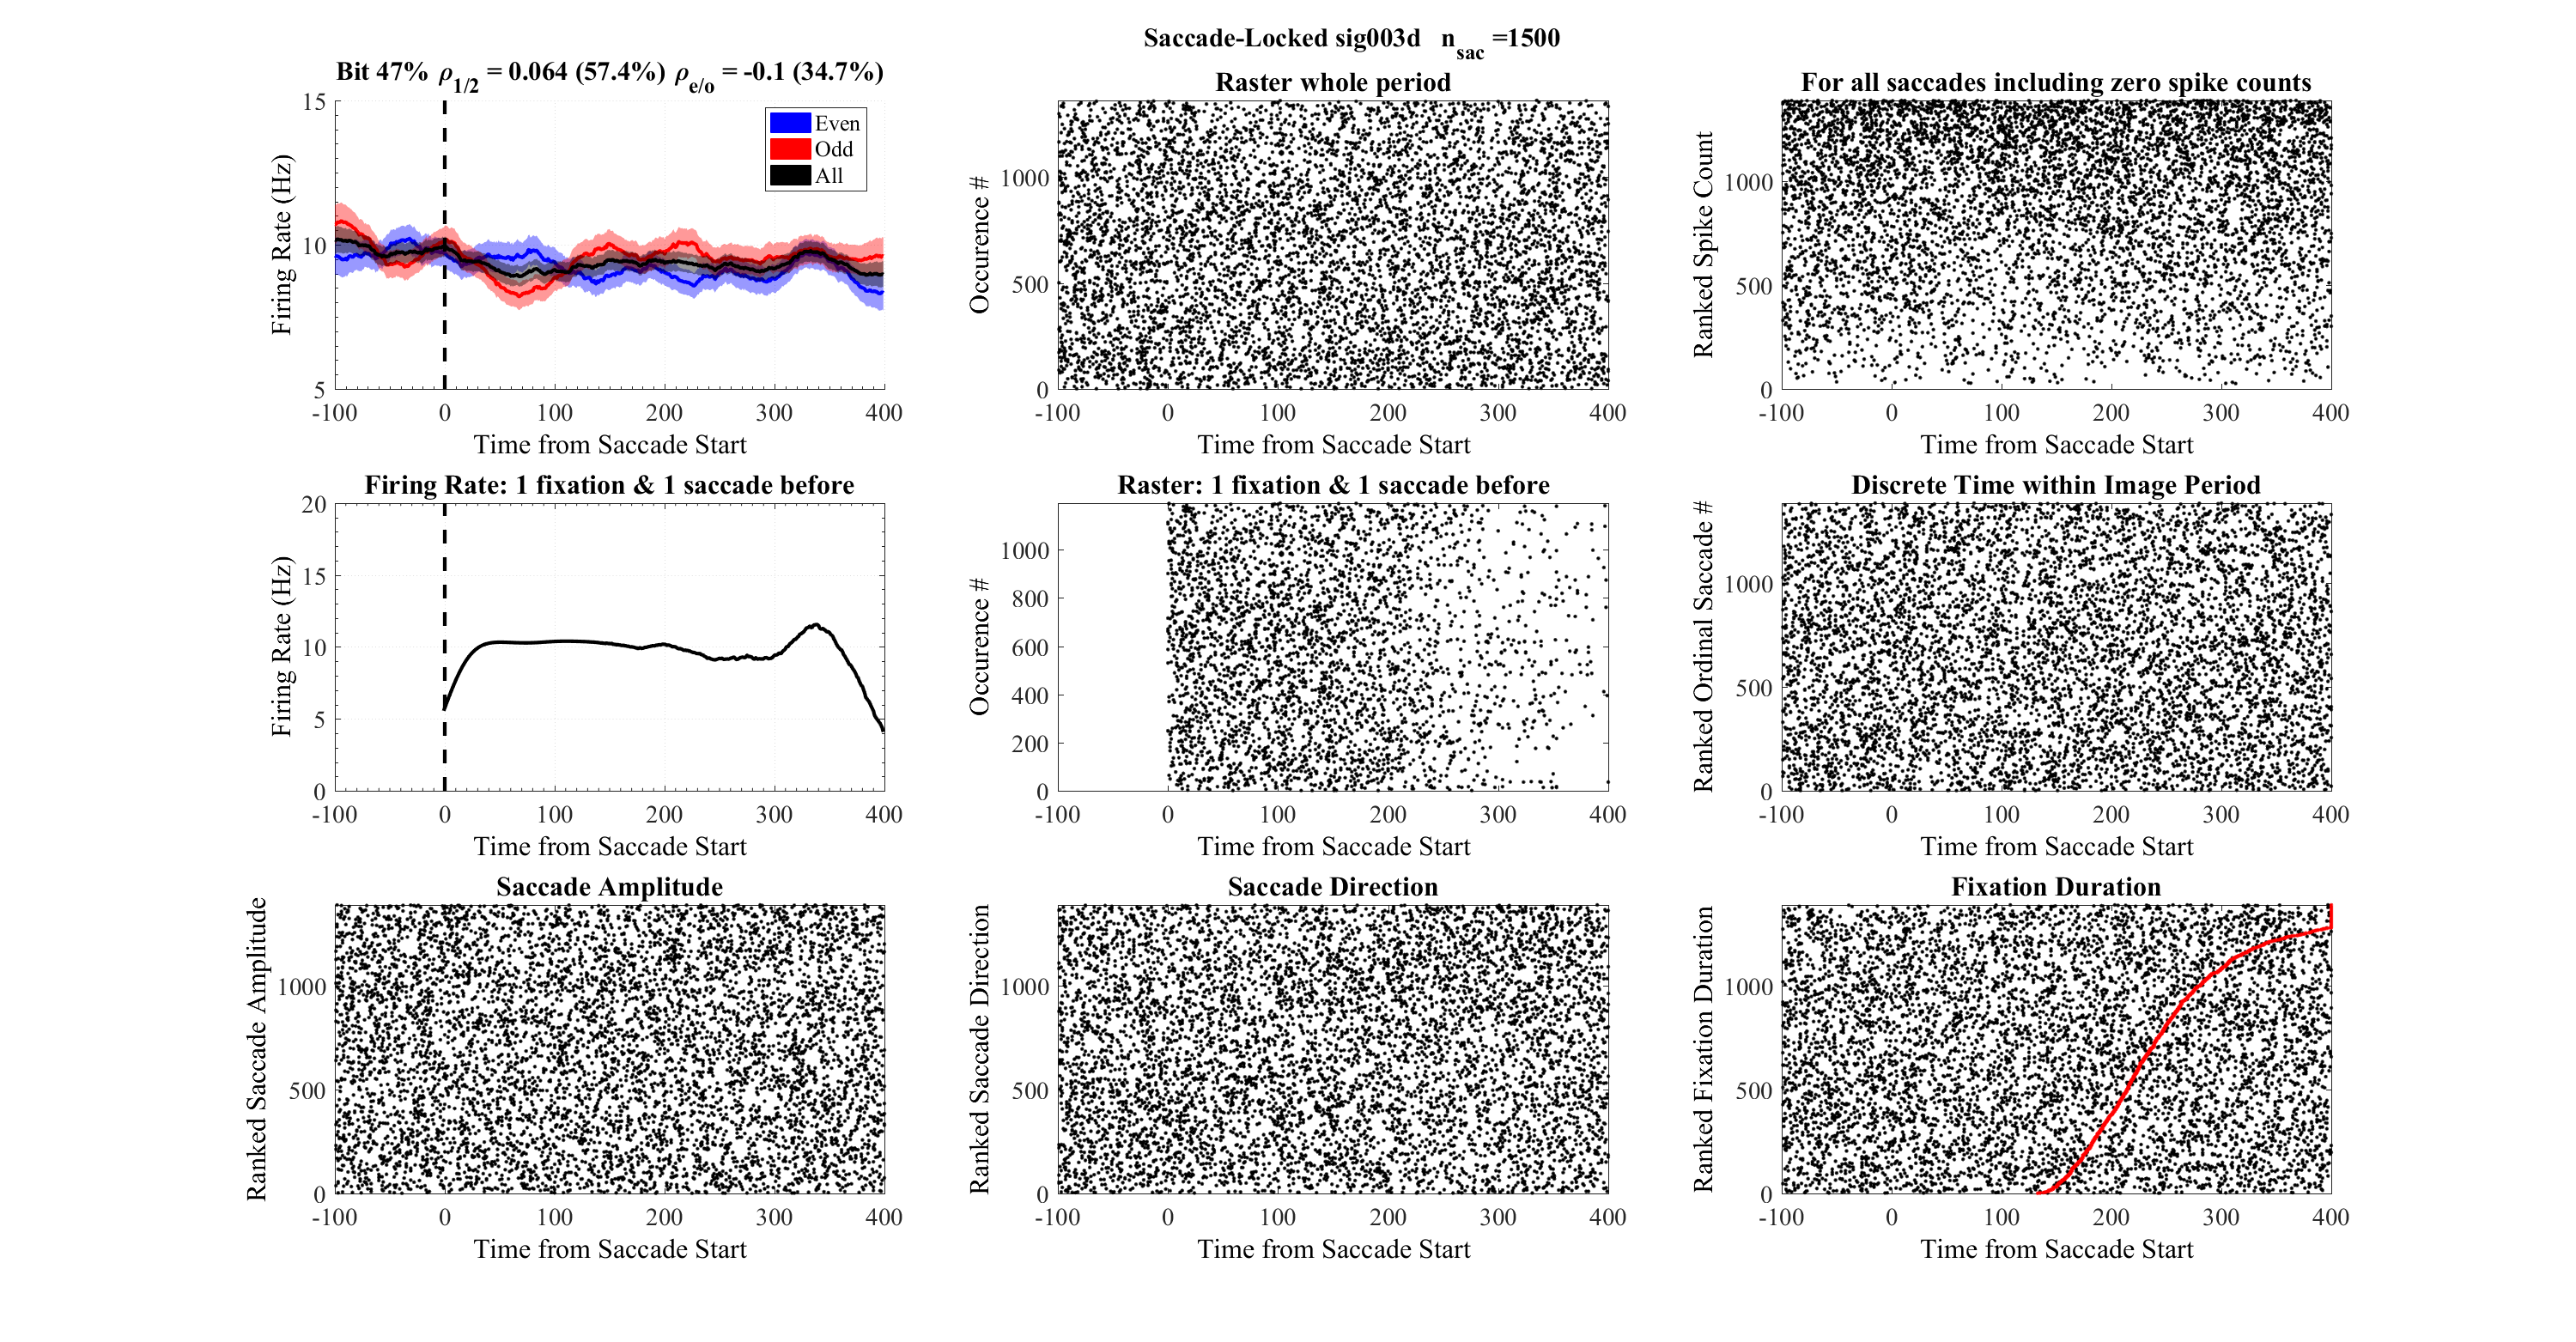 Saccade-Locked sig003d n_sac =1500
Bit 47% ρ_1/2 = 0.064 (57.4%) ρ_e/o = -0.1 (34.7%)
Firing Rate (Hz)
15
10
5
Even
Odd
All
-100 0 100 200 300 400
Time from Saccade Start
Raster whole period
Occurence #
1000
500
0
-100 0 100 200 300 400
Time from Saccade Start
For all saccades including zero spike counts
Ranked Spike Count
1000
500
0
-100 0 100 200 300 400
Time from Saccade Start
Firing Rate: 1 fixation & 1 saccade before
Firing Rate (Hz)
20
15
10
5
0
-100 0 100 200 300 400
Time from Saccade Start
Raster: 1 fixation & 1 saccade before
Occurence #
1000
800
600
400
200
0
-100 0 100 200 300 400
Time from Saccade Start
Discrete Time within Image Period
Ranked Ordinal Saccade #
1000
500
0
-100 0 100 200 300 400
Time from Saccade Start
Saccade Amplitude
Ranked Saccade Amplitude
1000
500
0
-100 0 100 200 300 400
Time from Saccade Start
Saccade Direction
Ranked Saccade Direction
1000
500
0
-100 0 100 200 300 400
Time from Saccade Start
Fixation Duration
Ranked Fixation Duration
1000
500
0
-100 0 100 200 300 400
Time from Saccade Start